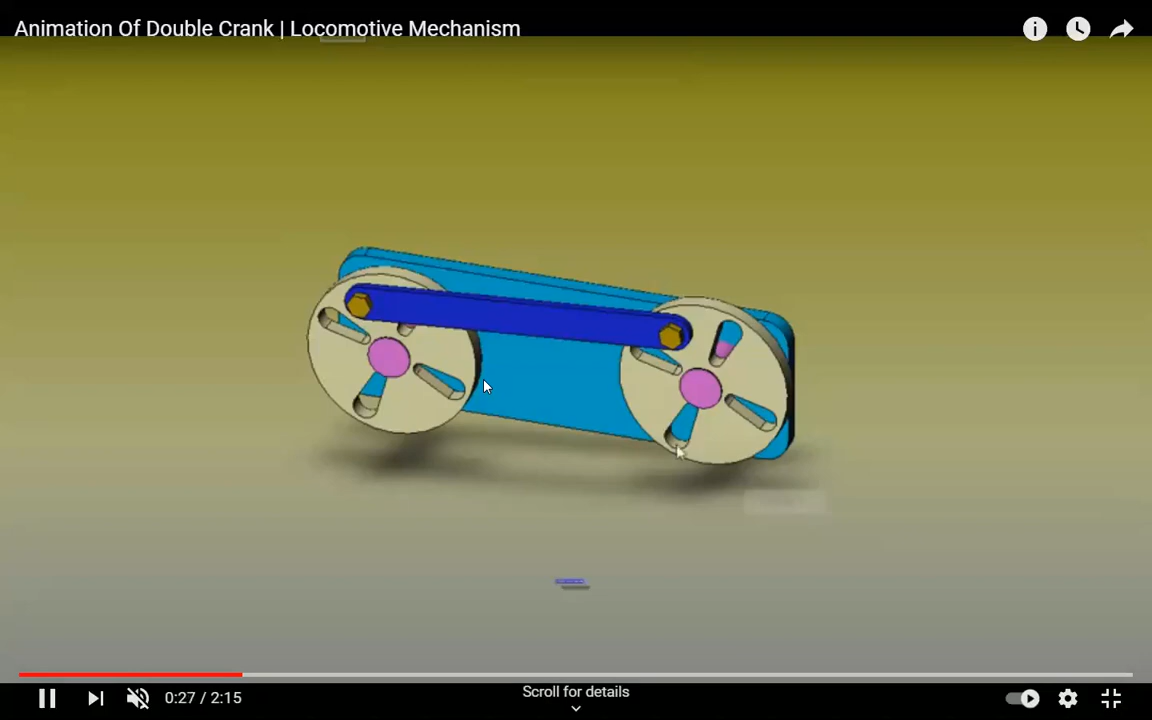 Animation Of Double Crank | Locomotive Mechanism
0:27 / 2:15
Scroll for details